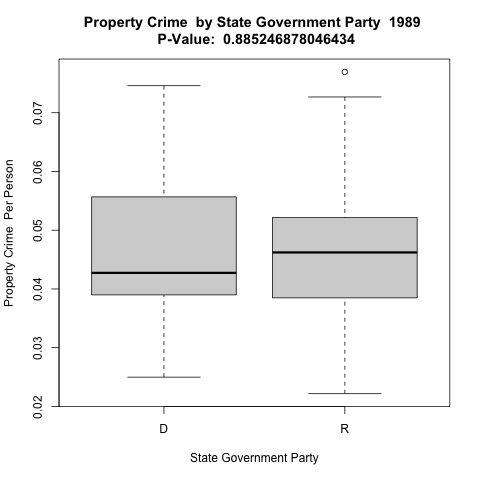 Property Crime  by State Government Party  1989
P-Value:  0.885246878046434
Property Crime  Per Person
0.07
0.06
0.05
0.04
0.03
0.02
D
R
State Government Party